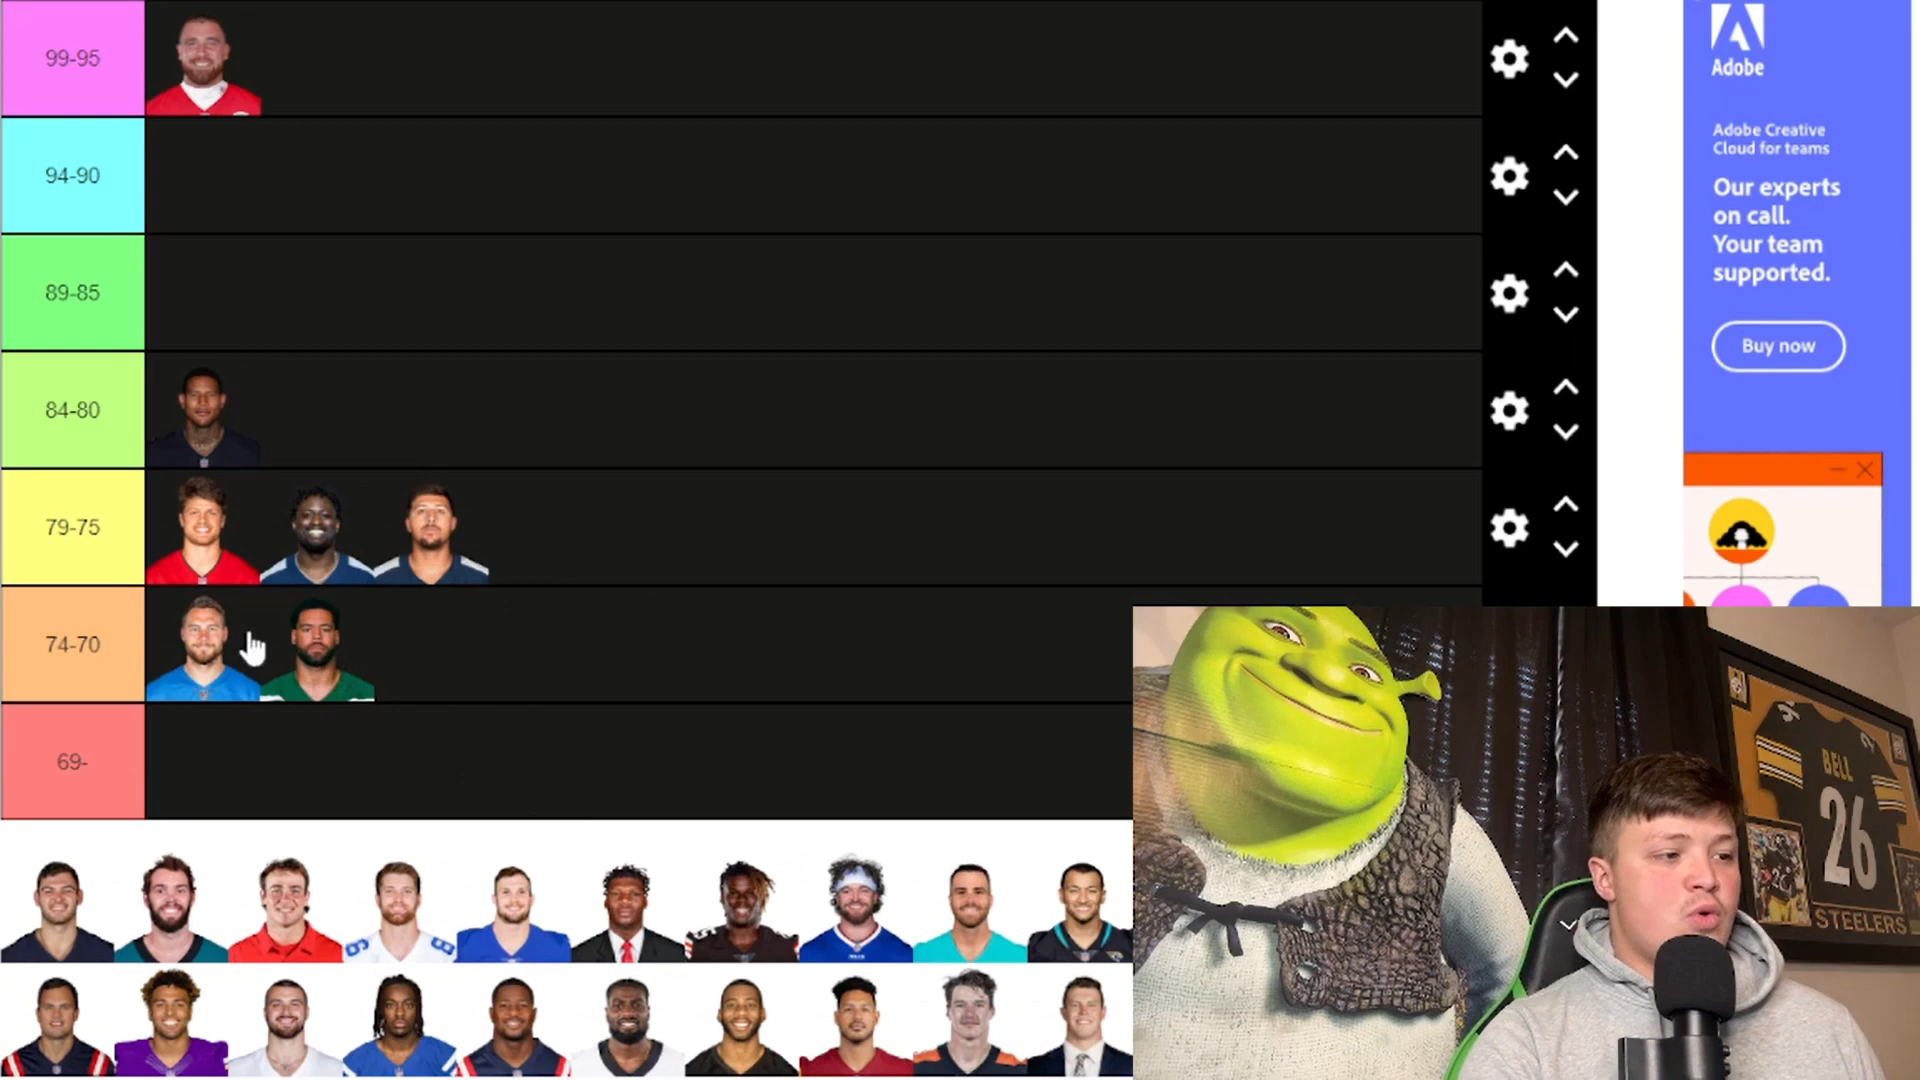 99-95
94-90
89-85
84-80
79-75
74-70
69-
Adobe
Adobe Creative
Cloud for teams
Our experts
on call.
Your team
supported.
Buy now
BELL
26
STEELERS